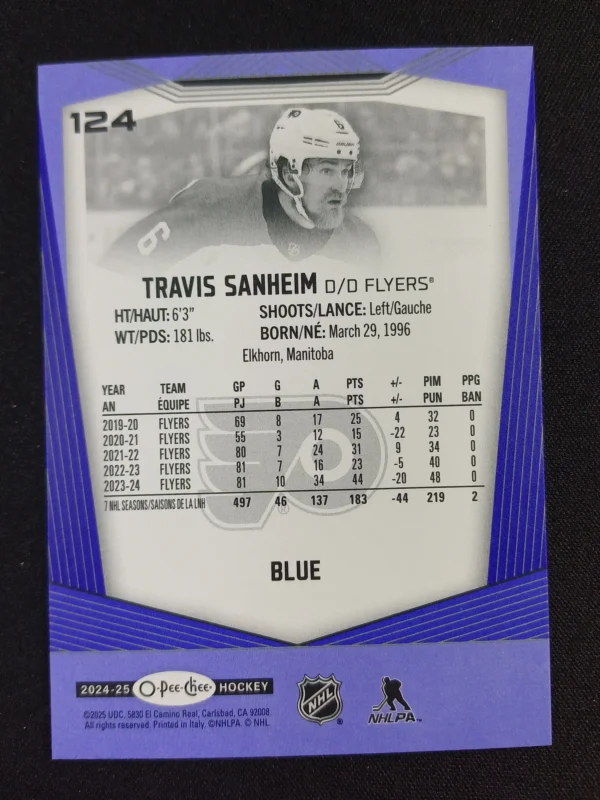 124
6
6
TRAVIS SANHEIM D/D FLYERS®
HT/HAUT: 6'3" SHOOTS/LANCE: Left/Gauche
WT/PDS: 181 lbs. BORN/NÉ: March 29, 1996
Elkhorn, Manitoba
YEAR TEAM GP G A PTS +/- PIM PPG
AN ÉQUIPE PJ B A PTS +/- PUN BAN
2019-20 FLYERS 69 8 17 25 4 32 0
2020-21 FLYERS 55 3 12 15 -22 23 0
2021-22 FLYERS 80 7 24 31 9 34 0
2022-23 FLYERS 81 7 16 23 -5 40 0
2023-24 FLYERS 81 10 34 44 -20 48 0
7 NHL SEASONS/SAISONS DE LA LNH 497 46 137 183 -44 219 2
®
BLUE
2024-25 O-Pee-Chee HOCKEY
NHL ®
NHLPA™
©2025 UDC. 5830 El Camino Real, Carlsbad, CA 92008.
All rights reserved. Printed in Italy. ©NHLPA © NHL.